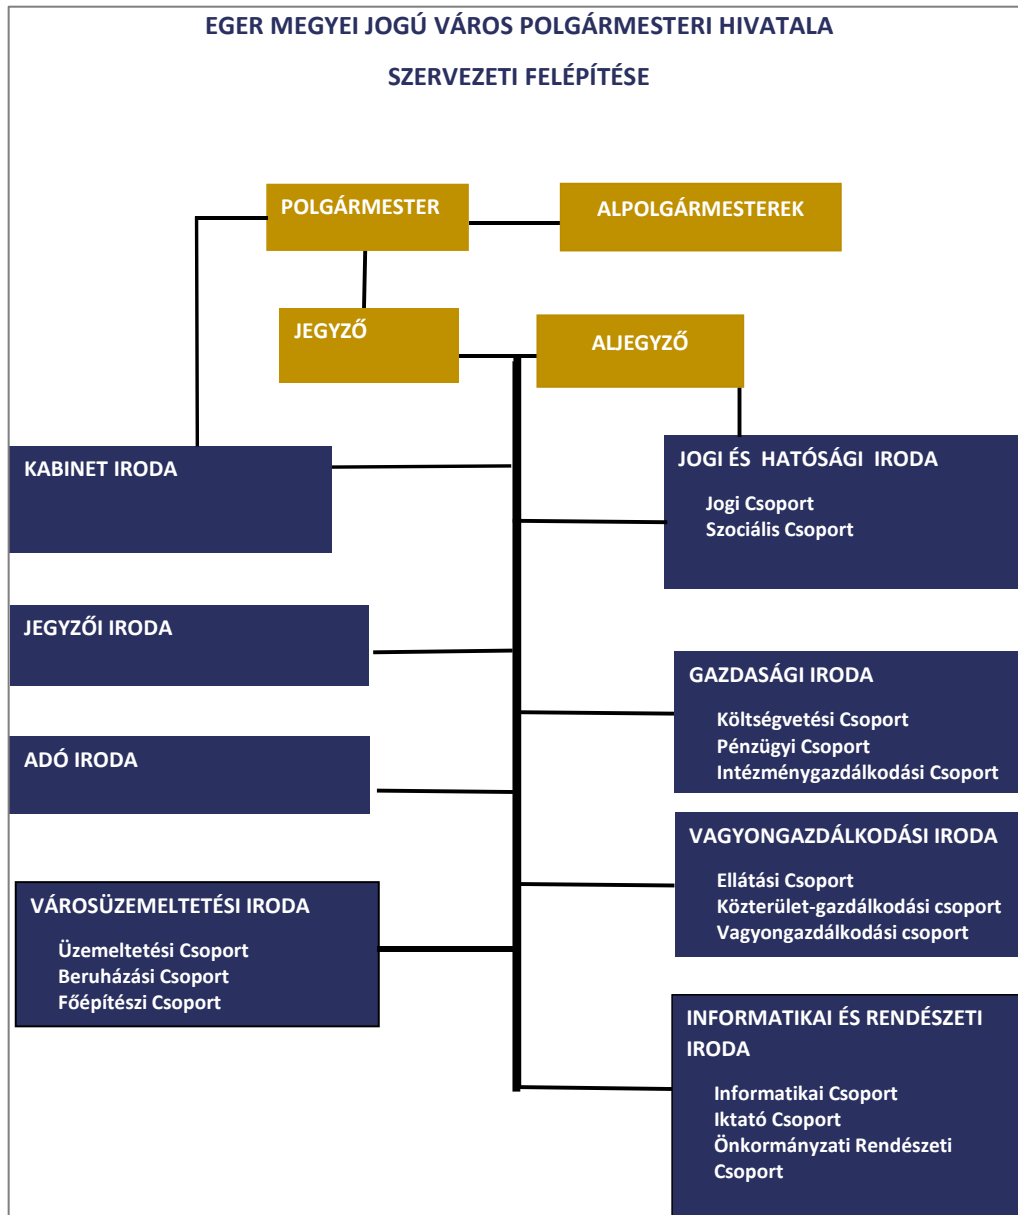 EGER MEGYEI JOGÚ VÁROS POLGÁRMESTERI HIVATALA
SZERVEZETI FELÉPÍTÉSE
POLGÁRMESTER
ALPOLGÁRMESTEREK
JEGYZŐ
ALJEGYZŐ
KABINET IRODA
JOGI ÉS HATÓSÁGI IRODA
Jogi Csoport
Szociális Csoport
JEGYZŐI IRODA
GAZDASÁGI IRODA
Költségvetési Csoport
Pénzügyi Csoport
Intézménygazdálkodási Csoport
ADÓ IRODA
VAGYONGAZDÁLKODÁSI IRODA
Ellátási Csoport
Közterület-gazdálkodási csoport
Vagyongazdálkodási csoport
VÁROSÜZEMELTETÉSI IRODA
Üzemeltetési Csoport
Beruházási Csoport
Főépítészi Csoport
INFORMATIKAI ÉS RENDÉSZETI
IRODA
Informatikai Csoport
Iktató Csoport
Önkormányzati Rendészeti
Csoport